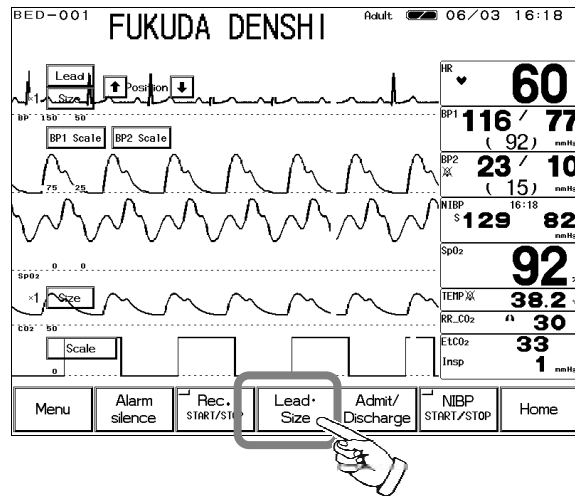 BED-001 FUKUDA DENSHI Adult 06/03 16:18
Lead
Position
×1 Size
HR 60
BP 150 50
BP1 116 / 77
( 92) mmHg
BP1 Scale BP2 Scale
BP2 23 / 10
( 15) mmHg
75 25
NIBP 16:18
S 129 82
mmHg
0 0
SpO2
SpO2 92
×1 Size
TEMP 38.2
CO2 50
RR_CO2 30
Scale
EtCO2 33
0
Insp 1 mmHg
Menu
Alarm silence
Rec. START/STOP
Lead・ Size
Admit/ Discharge
NIBP START/STOP
Home